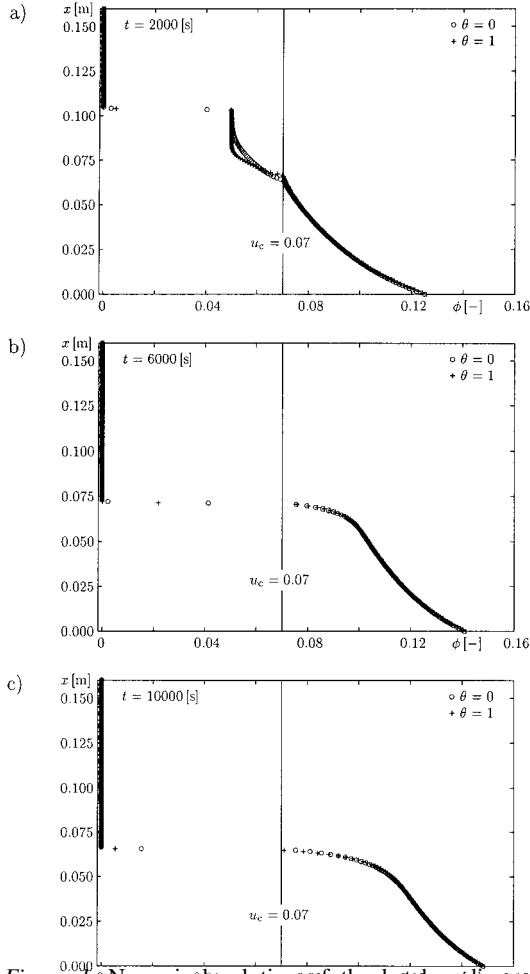 a)
x [m]
t = 2000 [s]
○ θ = 0
+ θ = 1
0.150
0.125
0.100
0.075
0.050
0.025
0.000
u_c = 0.07
0 0.04 0.08 0.12 ϕ [−] 0.16
b)
x [m]
t = 6000 [s]
○ θ = 0
+ θ = 1
0.150
0.125
0.100
0.075
0.050
0.025
0.000
u_c = 0.07
0 0.04 0.08 0.12 ϕ [−] 0.16
c)
x [m]
t = 10000 [s]
○ θ = 0
+ θ = 1
0.150
0.125
0.100
0.075
0.050
0.025
0.000
u_c = 0.07